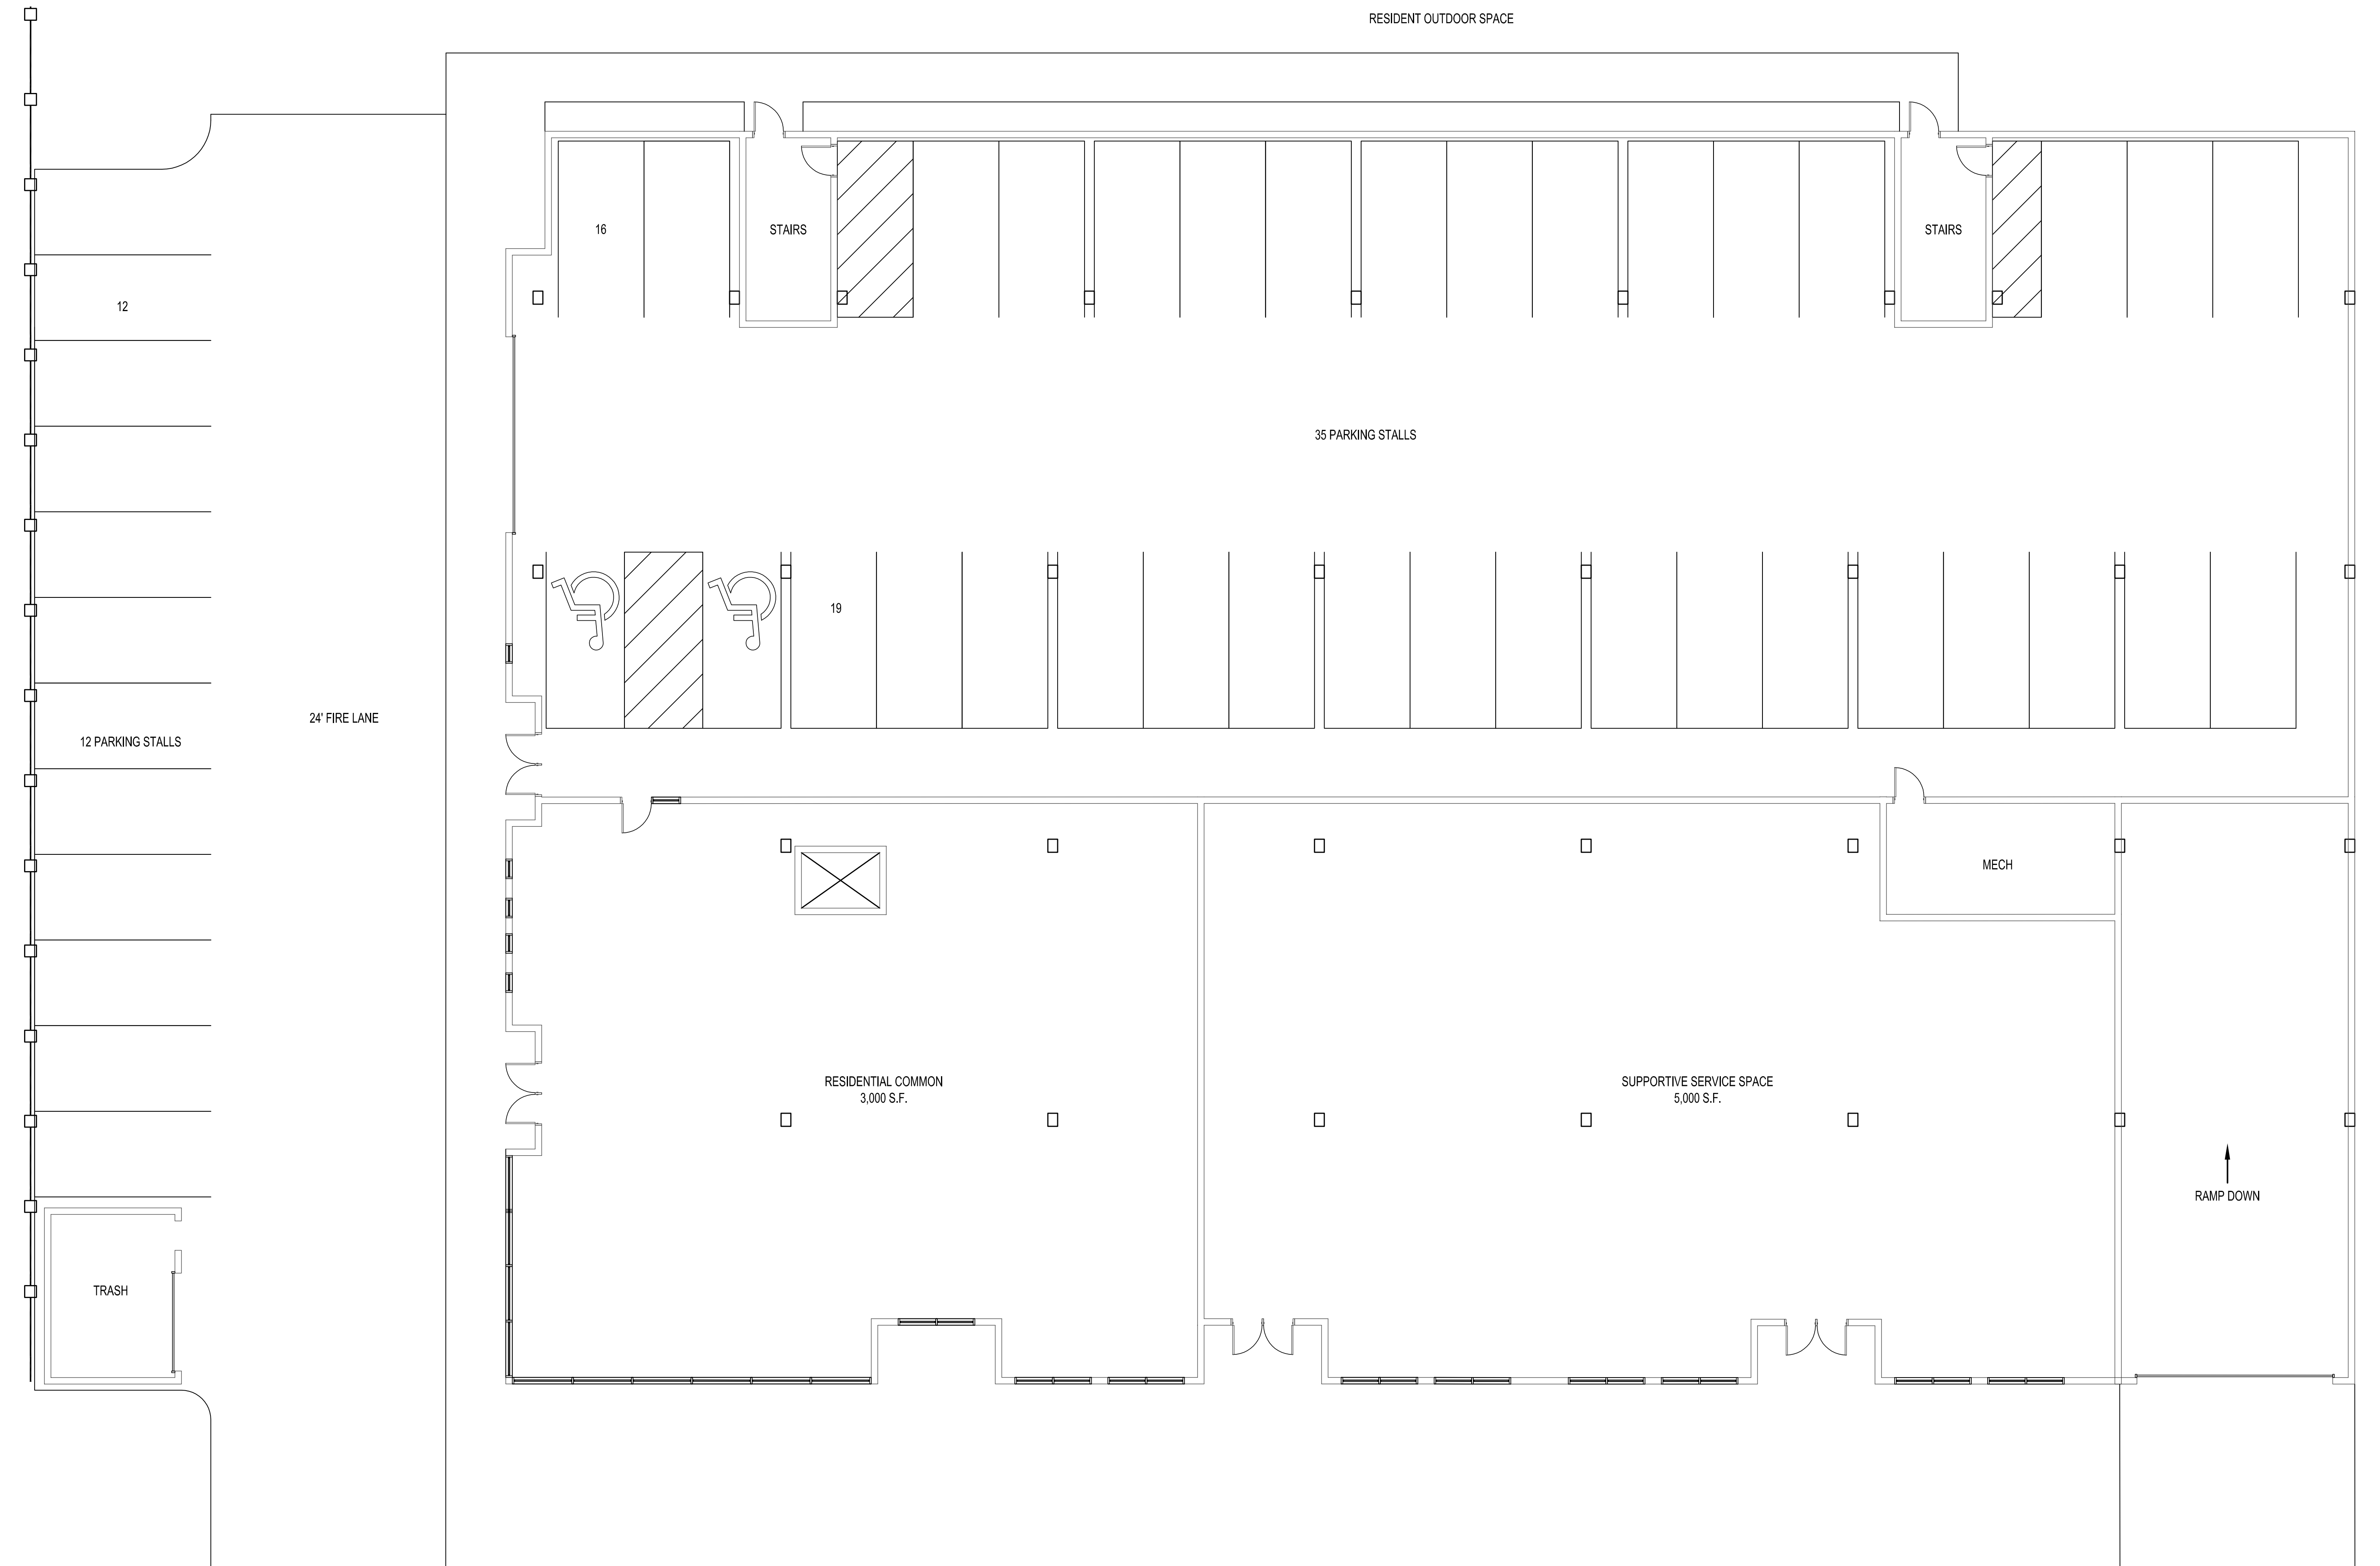 RESIDENT OUTDOOR SPACE
16
STAIRS
STAIRS
12
35 PARKING STALLS
19
24' FIRE LANE
12 PARKING STALLS
MECH
RESIDENTIAL COMMON
3,000 S.F.
SUPPORTIVE SERVICE SPACE
5,000 S.F.
RAMP DOWN
TRASH